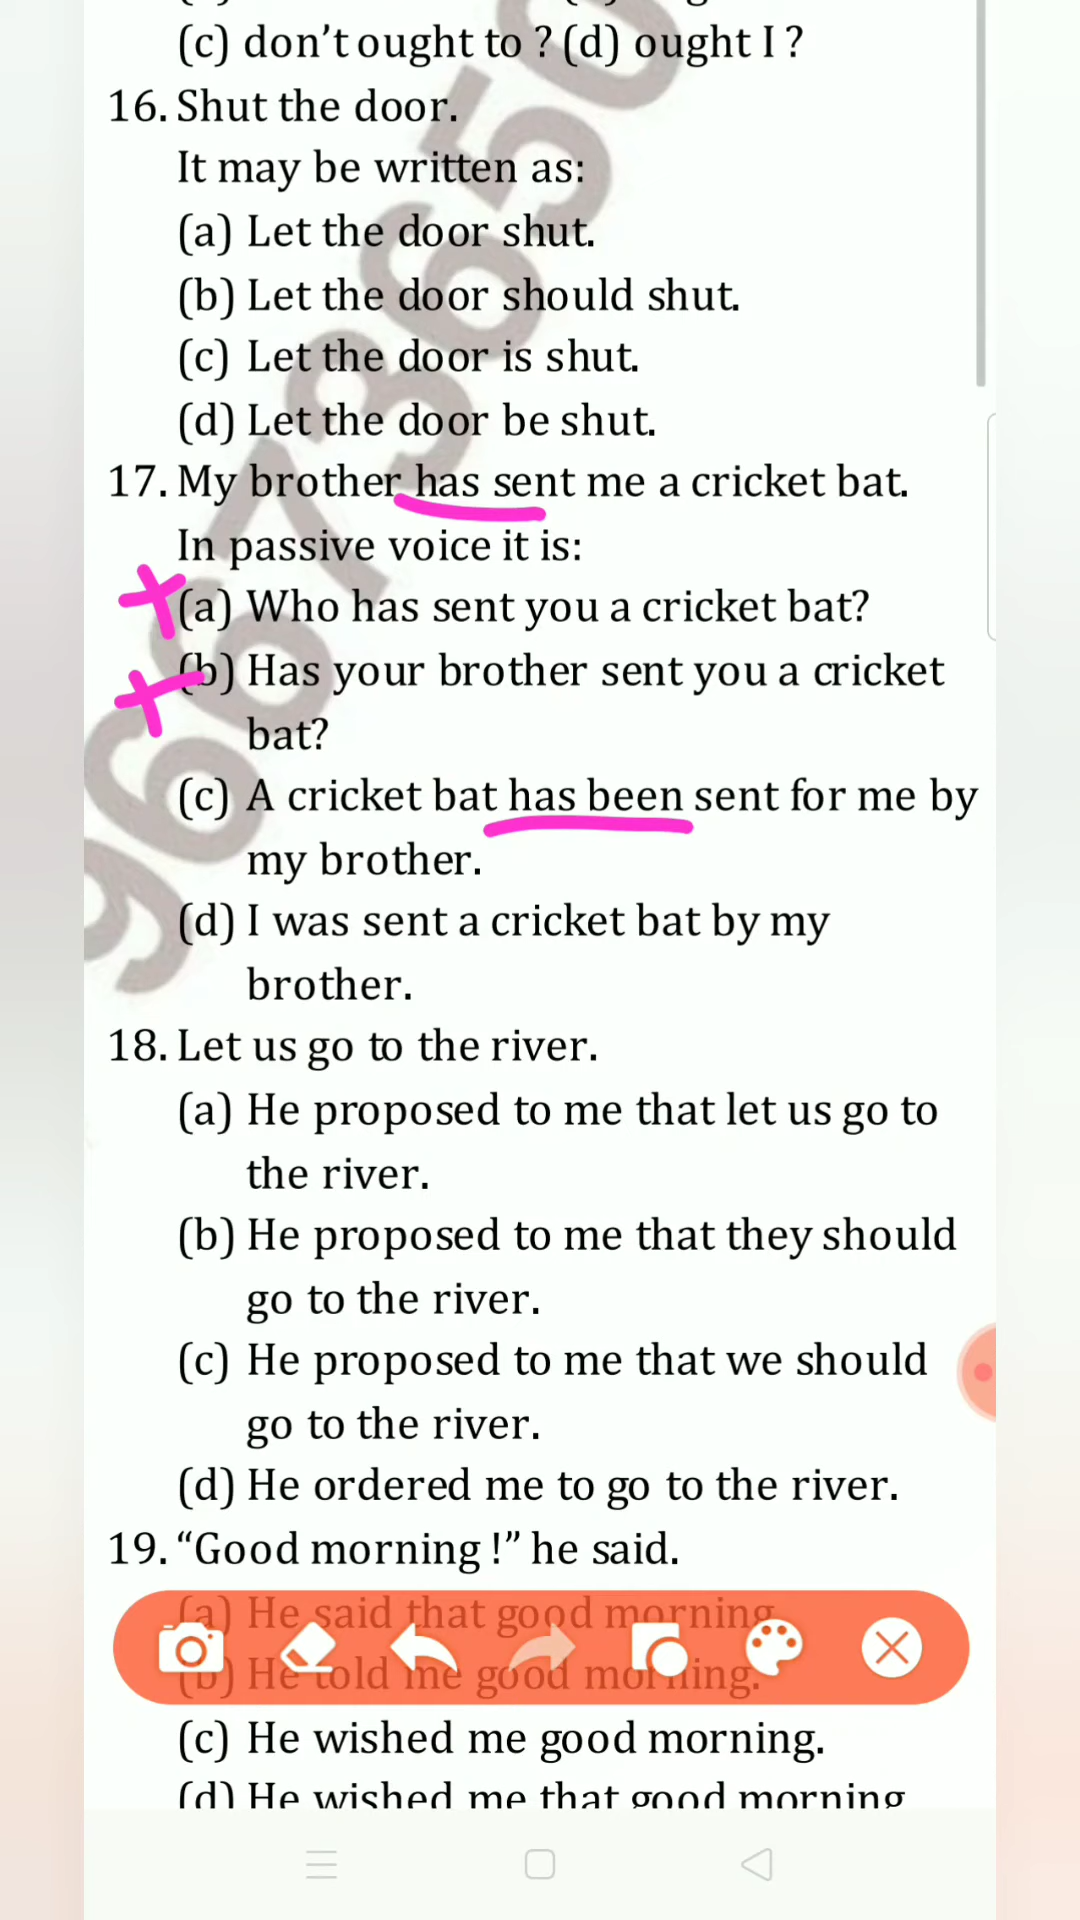 (c) don't ought to ? (d) ought I ?
16. Shut the door.
It may be written as:
(a) Let the door shut.
(b) Let the door should shut.
(c) Let the door is shut.
(d) Let the door be shut.
17. My brother has sent me a cricket bat.
In passive voice it is:
(a) Who has sent you a cricket bat?
(b) Has your brother sent you a cricket
bat?
(c) A cricket bat has been sent for me by
my brother.
(d) I was sent a cricket bat by my
brother.
18. Let us go to the river.
(a) He proposed to me that let us go to
the river.
(b) He proposed to me that they should
go to the river.
(c) He proposed to me that we should
go to the river.
(d) He ordered me to go to the river.
19. “Good morning !” he said.
(a) He said that good morning
(b) He told me good morning.
(c) He wished me good morning.
(d) He wished me that good morning
96673650